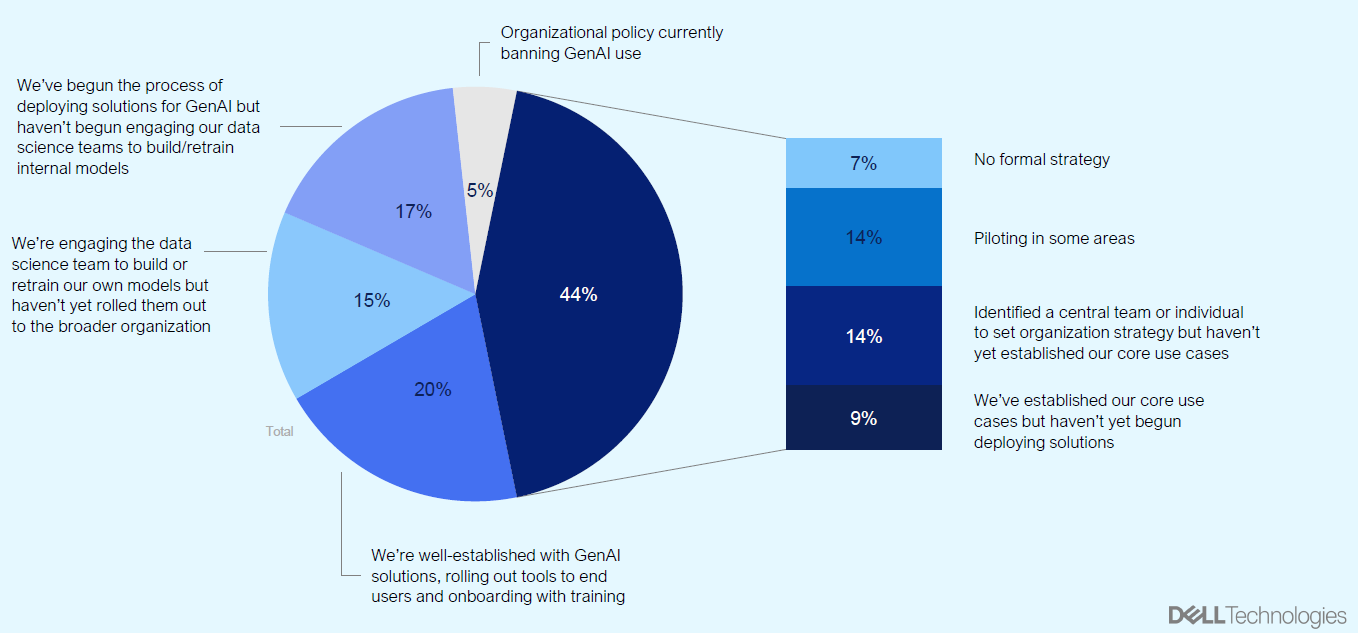 Organizational policy currently
banning GenAI use
We’ve begun the process of
deploying solutions for GenAI but
haven’t begun engaging our data
science teams to build/retrain
internal models
We’re engaging the data
science team to build or
retrain our own models but
haven’t yet rolled them out
to the broader organization
5%
17%
15%
44%
20%
Total
We’re well-established with GenAI
solutions, rolling out tools to end
users and onboarding with training
7%
No formal strategy
14%
Piloting in some areas
14%
Identified a central team or individual
to set organization strategy but haven’t
yet established our core use cases
9%
We’ve established our core use
cases but haven’t yet begun
deploying solutions
DELLTechnologies